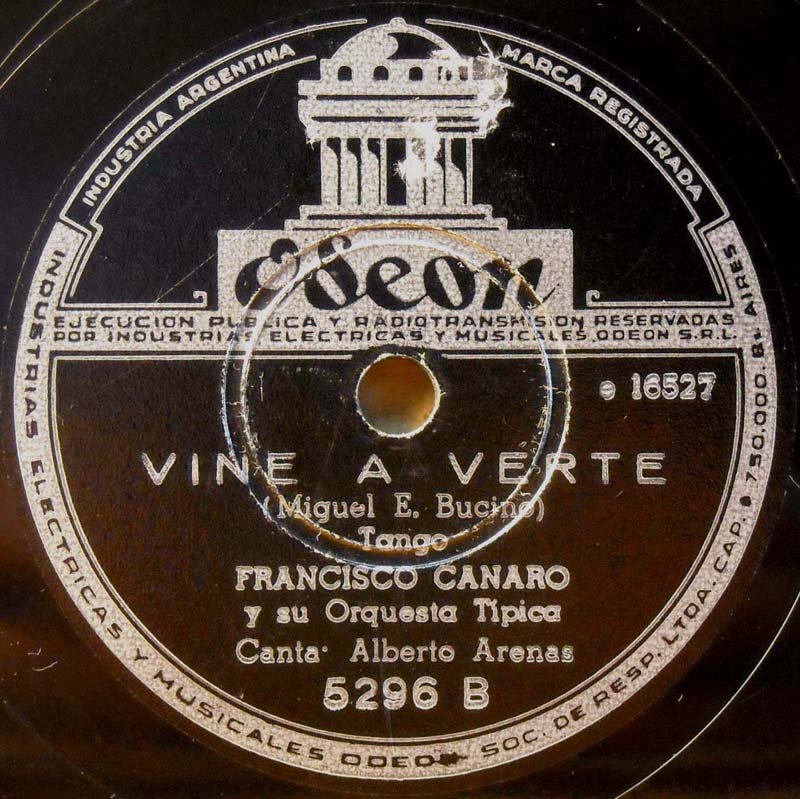 INDUSTRIA ARGENTINA
MARCA REGISTRADA
Odeon
EJECUCION PUBLICA Y RADIOTRANSMISION RESERVADAS
POR INDUSTRIAS ELECTRICAS Y MUSICALES ODEON S.R.L.
e 16527
VINE A VERTE
(Miguel E. Bucino)
Tango
FRANCISCO CANARO
y su Orquesta Típica
Canta: Alberto Arenas
5296 B
INDUSTRIAS ELECTRICAS Y MUSICALES ODEON SOC. DE RESP. LTDA. CAP. $ 750.000. Bs. AIRES